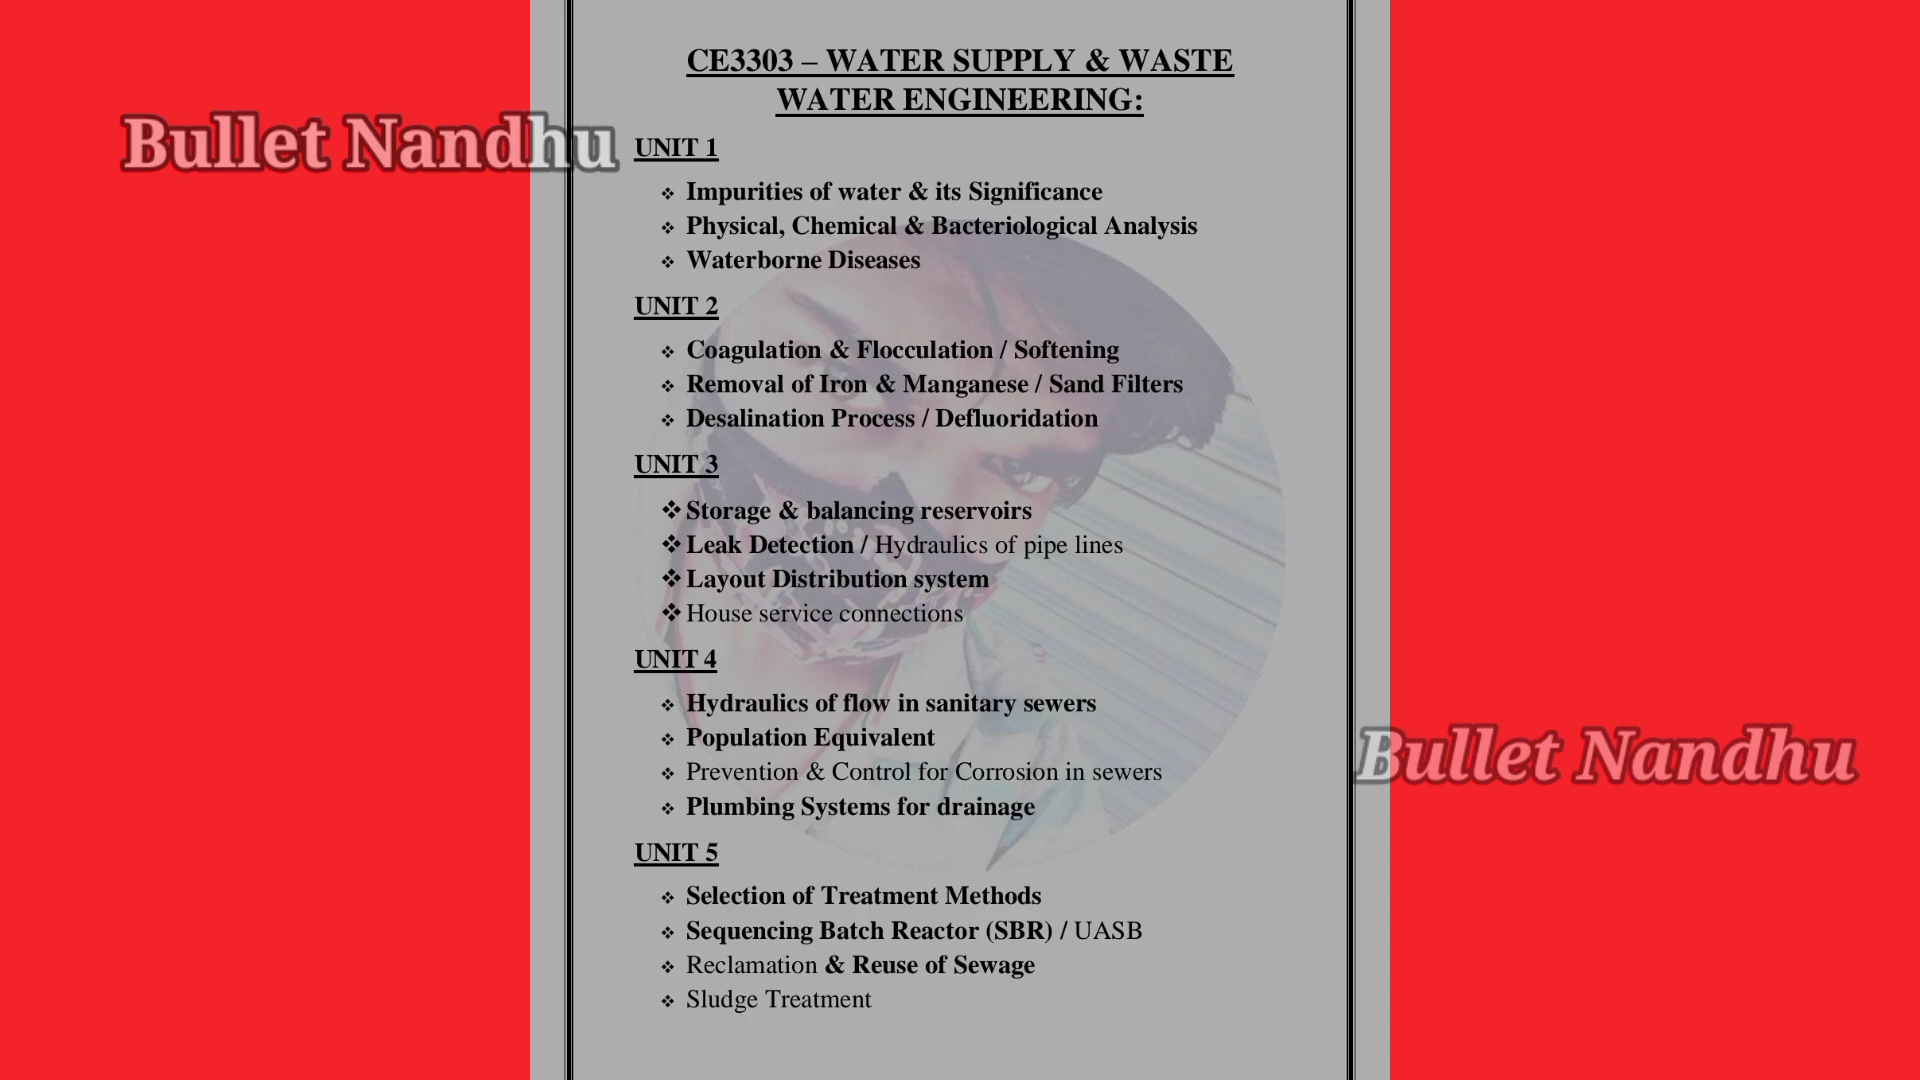 CE3303 – WATER SUPPLY & WASTE
WATER ENGINEERING:
Bullet Nandhu
UNIT 1
❖ Impurities of water & its Significance
❖ Physical, Chemical & Bacteriological Analysis
❖ Waterborne Diseases
UNIT 2
❖ Coagulation & Flocculation / Softening
❖ Removal of Iron & Manganese / Sand Filters
❖ Desalination Process / Defluoridation
UNIT 3
❖ Storage & balancing reservoirs
❖ Leak Detection / Hydraulics of pipe lines
❖ Layout Distribution system
❖ House service connections
UNIT 4
❖ Hydraulics of flow in sanitary sewers
❖ Population Equivalent
❖ Prevention & Control for Corrosion in sewers
❖ Plumbing Systems for drainage
Bullet Nandhu
UNIT 5
❖ Selection of Treatment Methods
❖ Sequencing Batch Reactor (SBR) / UASB
❖ Reclamation & Reuse of Sewage
❖ Sludge Treatment